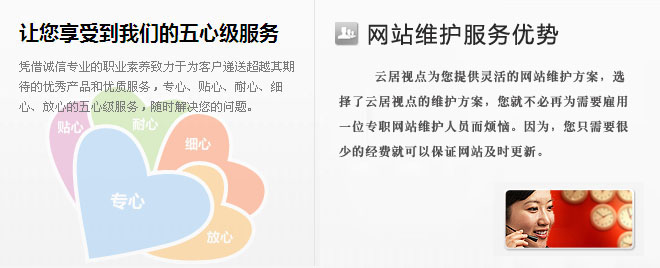 让您享受到我们的五心级服务
凭借诚信专业的职业素养致力于为客户递送超越其期
待的优秀产品和优质服务，专心、贴心、耐心、细
心、放心的五心级服务，随时解决您的问题。
贴心
耐心
细心
专心
放心
网站维护服务优势
云居视点为您提供灵活的网站维护方案，选
择了云居视点的维护方案，您就不必再为需要雇用
一位专职网站维护人员而烦恼。因为，您只需要很
少的经费就可以保证网站及时更新。